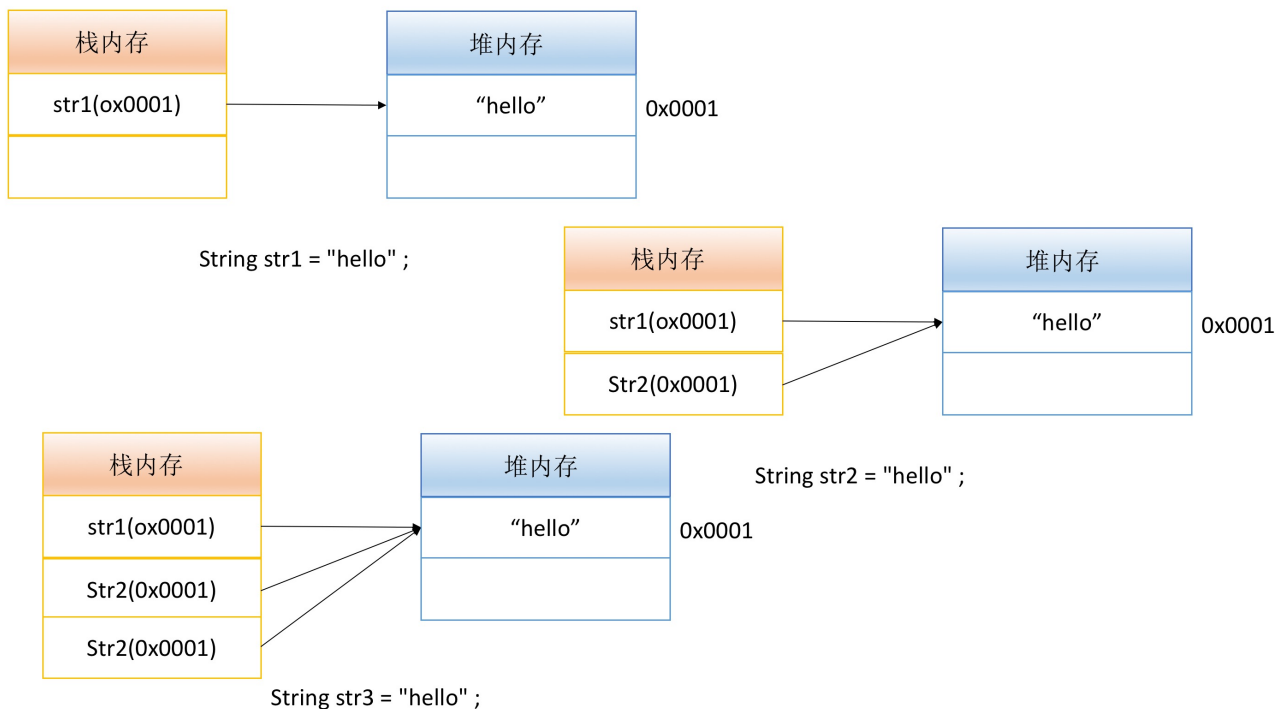 栈内存
堆内存
str1(ox0001)
“hello”
0x0001
String str1 = "hello" ;
栈内存
堆内存
str1(ox0001)
“hello”
0x0001
Str2(0x0001)
String str2 = "hello" ;
栈内存
堆内存
str1(ox0001)
“hello”
0x0001
Str2(0x0001)
Str2(0x0001)
String str3 = "hello" ;